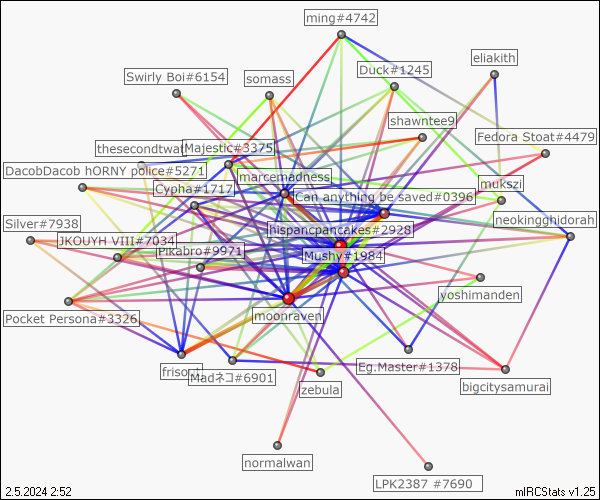 ming#4742
eliakith
Duck#1245
Swirly Boi#6154
somass
shawntee9
Fedora Stoat#4479
thesecondtwat
Majestic#3375
DacobDacob hORNY police#5271
marcemadness
mukszi
Cypha#1717
Can anything be saved#0396
neokingghidorah
Silver#7938
hispancpancakes#2928
JKOUYH VIII#7034
Pikabro#9971
Mushy#1984
yoshimanden
Pocket Persona#3326
moonraven
Eg.Master#1378
Madネコ#6901
bigcitysamurai
zebula
normalwan
LPK2387 #7690
2.5.2024 2:52
mIRCStats v1.25